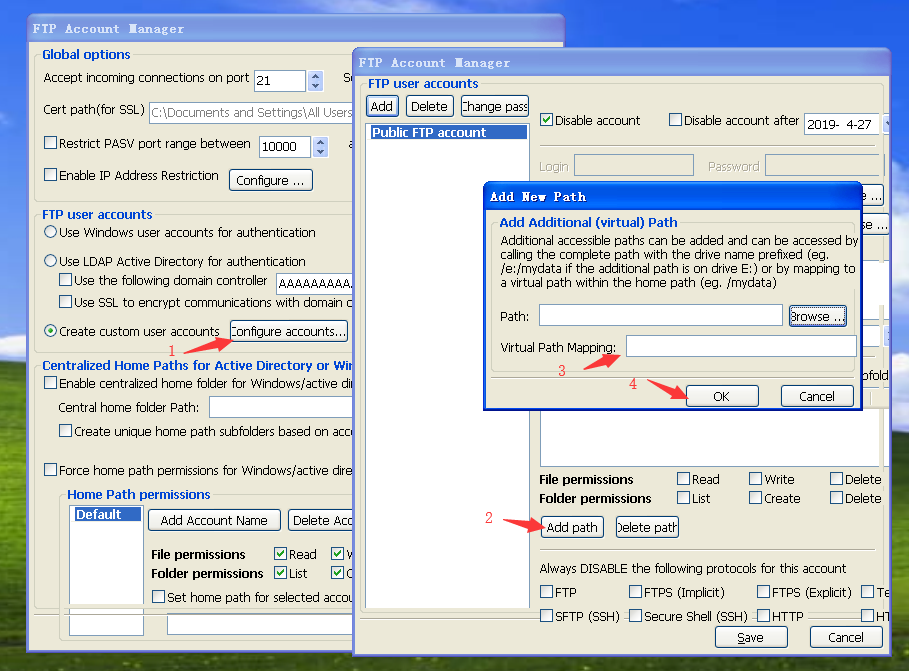 FTP Account Manager
Global options
Accept incoming connections on port 21
Cert path(for SSL) C:\Documents and Settings\All Users
Restrict PASV port range between 10000
Enable IP Address Restriction Configure ...
FTP user accounts
Use Windows user accounts for authentication
Use LDAP Active Directory for authentication
Use the following domain controller AAAAAAAAA
Use SSL to encrypt communications with domain c
Create custom user accounts Configure accounts...
1
Centralized Home Paths for Active Directory or Wi
Enable centralized home folder for Windows/active di
Central home folder Path:
Create unique home path subfolders based on acc
Force home path permissions for Windows/active dire
Home Path permissions
Default
Add Account Name Delete Acc
File permissions Read W
Folder permissions List C
Set home path for selected accou
FTP Account Manager
FTP user accounts
Add Delete Change pass
Public FTP account
Disable account Disable account after 2019- 4-27
Login Password
e ...
se ...
Add New Path
Add Additional (virtual) Path
Additional accessible paths can be added and can be accessed by
calling the complete path with the drive name prefixed (eg.
/e:/mydata if the additional path is on drive E:) or by mapping to
a virtual path within the home path (eg. /mydata)
Path: Browse ...
Virtual Path Mapping:
3
4
OK Cancel
ofold
File permissions Read Write Delete
Folder permissions List Create Delete
2
Add path Delete path
Always DISABLE the following protocols for this account
FTP FTPS (Implicit) FTPS (Explicit) Te
SFTP (SSH) Secure Shell (SSH) HTTP HT
Save Cancel